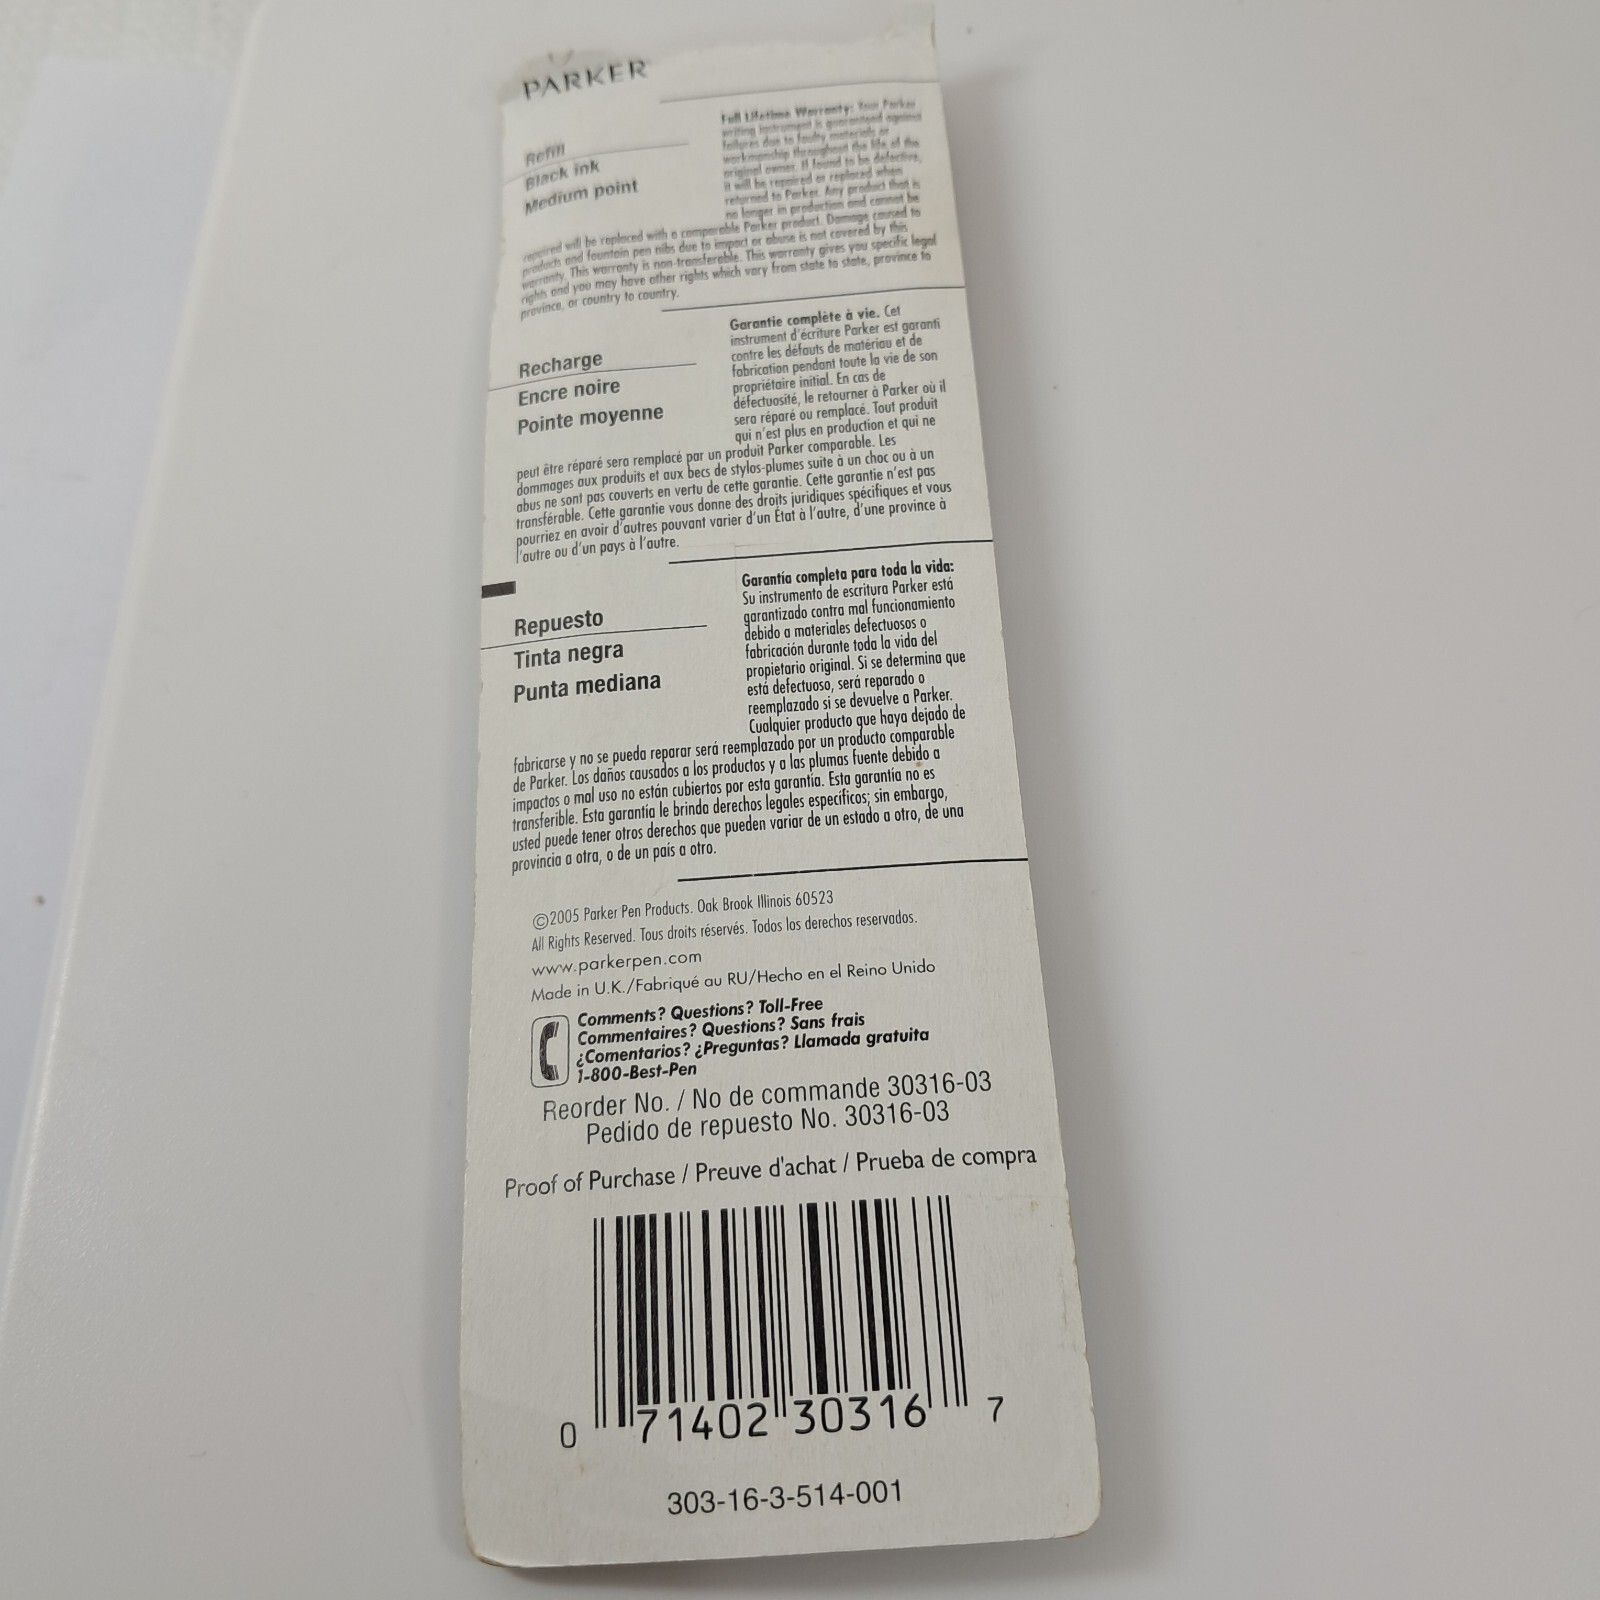 PARKER
Refill
Black ink
Medium point
Full Lifetime Warranty: Your Parker
writing instrument is guaranteed against
failures due to faulty materials or
workmanship throughout the life of the
original owner. If found to be defective,
it will be repaired or replaced when
returned to Parker. Any product that is
no longer in production and cannot be
repaired will be replaced with a comparable Parker product. Damage caused to
products and fountain pen nibs due to impact or abuse is not covered by this
warranty. This warranty is non-transferable. This warranty gives you specific legal
rights and you may have other rights which vary from state to state, province to
province, or country to country.
Recharge
Encre noire
Pointe moyenne
Garantie complète à vie. Cet
instrument d'écriture Parker est garanti
contre les défauts de matériau et de
fabrication pendant toute la vie de son
propriétaire initial. En cas de
défectuosité, le retourner à Parker où il
sera réparé ou remplacé. Tout produit
qui n'est plus en production et qui ne
peut être réparé sera remplacé par un produit Parker comparable. Les
dommages aux produits et aux becs de stylos-plumes suite à un choc ou à un
abus ne sont pas couverts en vertu de cette garantie. Cette garantie n'est pas
transférable. Cette garantie vous donne des droits juridiques spécifiques et vous
pourriez en avoir d'autres pouvant varier d'un État à l'autre, d'une province à
l'autre ou d'un pays à l'autre.
Repuesto
Tinta negra
Punta mediana
Garantía completa para toda la vida:
Su instrumento de escritura Parker está
garantizado contra mal funcionamiento
debido a materiales defectuosos o
fabricación durante toda la vida del
propietario original. Si se determina que
está defectuoso, será reparado o
reemplazado si se devuelve a Parker.
Cualquier producto que haya dejado de
fabricarse y no se pueda reparar será reemplazado por un producto comparable
de Parker. Los daños causados a los productos y a las plumas fuente debido a
impactos o mal uso no están cubiertos por esta garantía. Esta garantía no es
transferible. Esta garantía le brinda derechos legales específicos; sin embargo,
usted puede tener otros derechos que pueden variar de un estado a otro, de una
provincia a otra, o de un país a otro.
©2005 Parker Pen Products. Oak Brook Illinois 60523
All Rights Reserved. Tous droits réservés. Todos los derechos reservados.
www.parkerpen.com
Made in U.K./Fabriqué au RU/Hecho en el Reino Unido
Comments? Questions? Toll-Free
Commentaires? Questions? Sans frais
¿Comentarios? ¿Preguntas? Llamada gratuita
1-800-Best-Pen
Reorder No. / No de commande 30316-03
Pedido de repuesto No. 30316-03
Proof of Purchase / Preuve d'achat / Prueba de compra
0 71402 30316 7
303-16-3-514-001